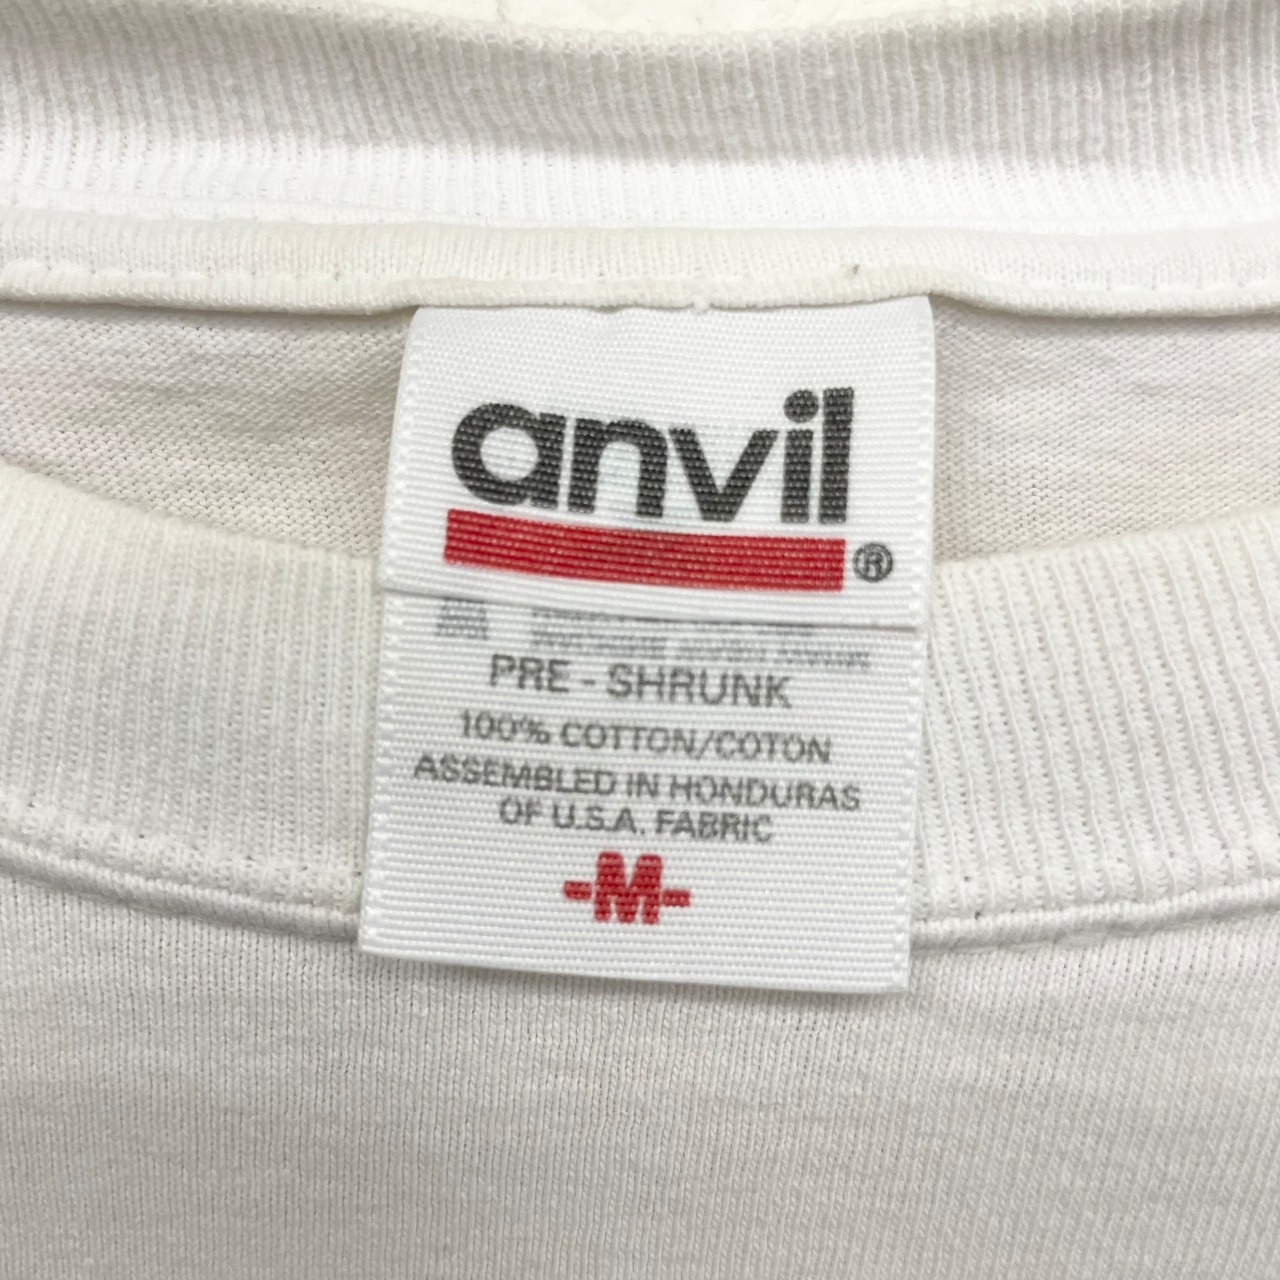 anvil
®
PRE - SHRUNK
100% COTTON/COTON
ASSEMBLED IN HONDURAS
OF U.S.A. FABRIC
-M-